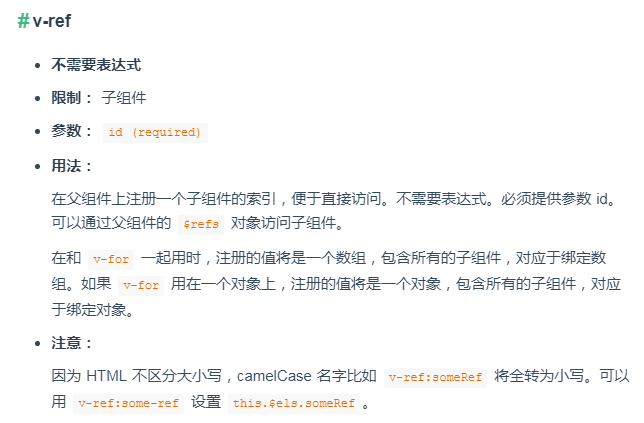 #v-ref
不需要表达式
限制： 子组件
参数： id (required)
用法：
在父组件上注册一个子组件的索引，便于直接访问。不需要表达式。必须提供参数 id。
可以通过父组件的 $refs 对象访问子组件。
在和 v-for 一起用时，注册的值将是一个数组，包含所有的子组件，对应于绑定数
组。如果 v-for 用在一个对象上，注册的值将是一个对象，包含所有的子组件，对应
于绑定对象。
注意：
因为 HTML 不区分大小写，camelCase 名字比如 v-ref:someRef 将全转为小写。可以
用 v-ref:some-ref 设置 this.$els.someRef 。